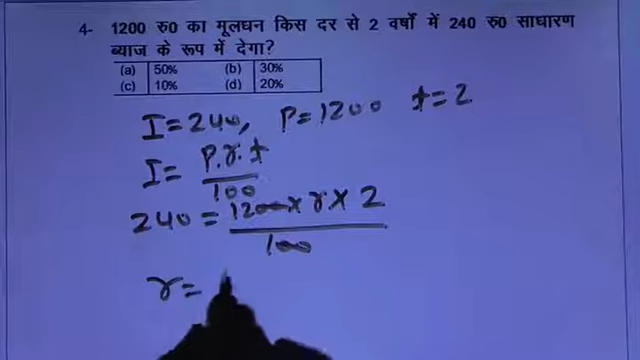 4- 1200 रु0 का मूलधन किस दर से 2 वर्षों में 240 रु0 साधारण
ब्याज के रूप में देगा?
(a) 50% (b) 30%
(c) 10% (d) 20%
I = 240, P = 1200 t = 2
I = P.r.t
100
240 = 1200 × r × 2
100
r =